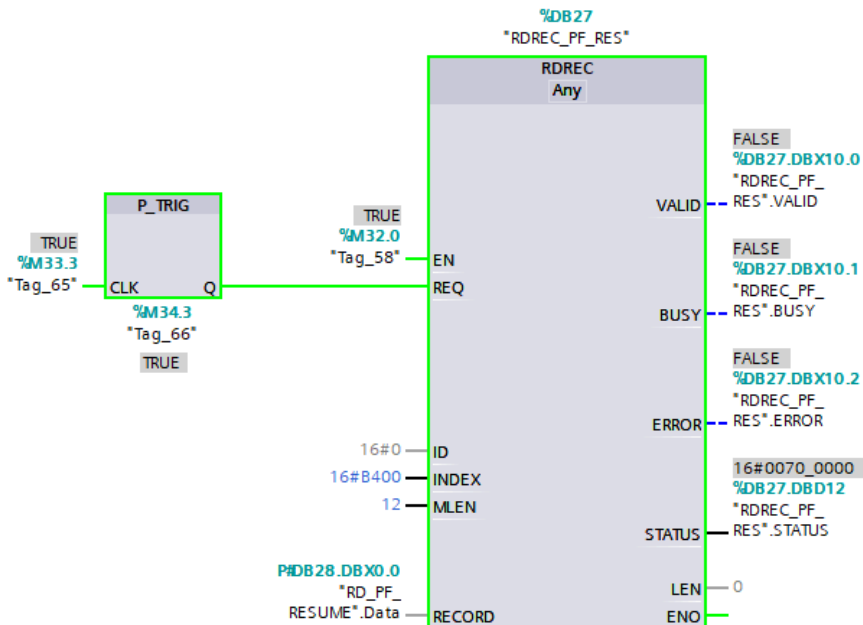 %DB27
"RDREC_PF_RES"
RDREC
Any
FALSE
%DB27.DBX10.0
"RDREC_PF_
RES".VALID
VALID
P_TRIG
TRUE
%M33.3
"Tag_65"
CLK Q
%M34.3
"Tag_66"
TRUE
TRUE
%M32.0
"Tag_58"
EN
REQ
FALSE
%DB27.DBX10.1
"RDREC_PF_
RES".BUSY
BUSY
FALSE
%DB27.DBX10.2
"RDREC_PF_
RES".ERROR
ERROR
16#0 ID
16#B400 INDEX
12 MLEN
16#0070_0000
%DB27.DBD12
"RDREC_PF_
RES".STATUS
STATUS
P#DB28.DBX0.0
"RD_PF_
RESUME".Data RECORD
LEN 0
ENO